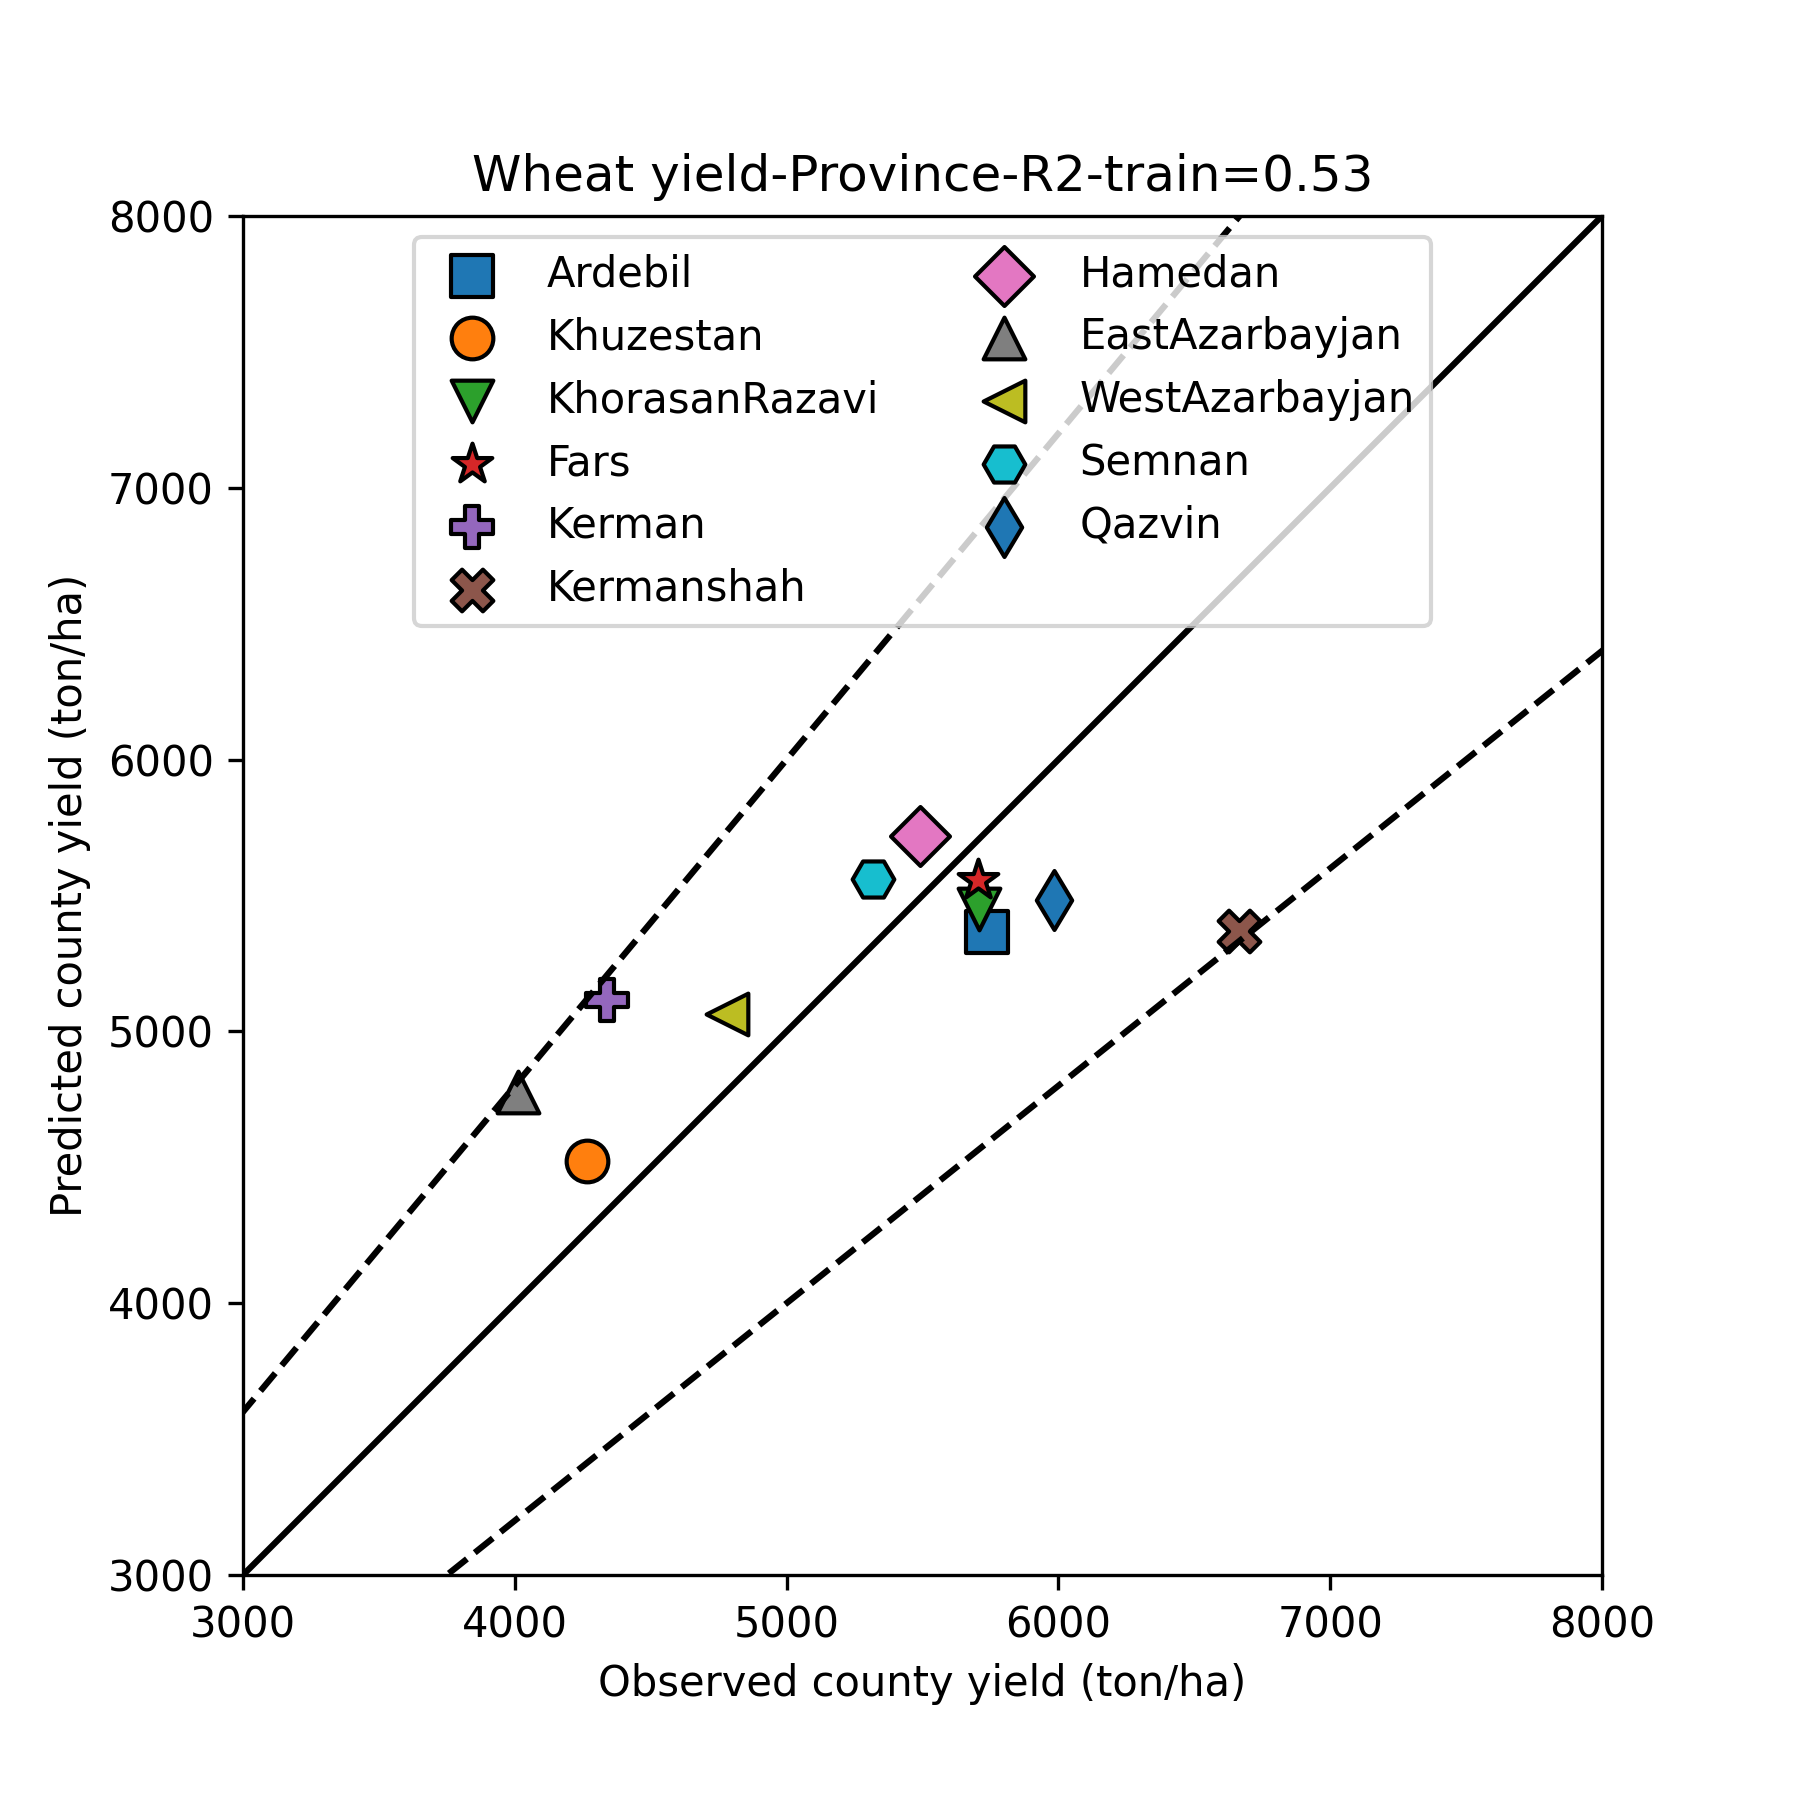 Wheat yield-Province-R2-train=0.53
8000
7000
6000
5000
4000
3000
Predicted county yield (ton/ha)
Ardebil
Khuzestan
KhorasanRazavi
Fars
Kerman
Kermanshah
Hamedan
EastAzarbayjan
WestAzarbayjan
Semnan
Qazvin
3000 4000 5000 6000 7000 8000
Observed county yield (ton/ha)